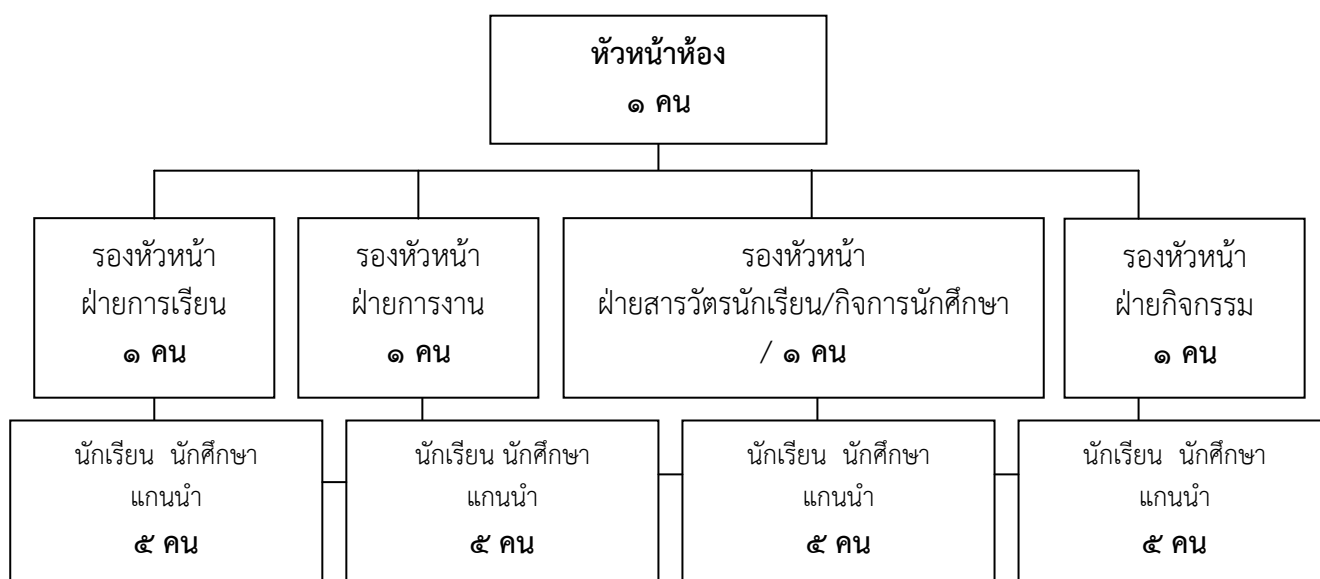 หัวหน้าห้อง
๑ คน
รองหัวหน้า
ฝ่ายการเรียน
๑ คน
รองหัวหน้า
ฝ่ายการงาน
๑ คน
รองหัวหน้า
ฝ่ายสารวัตรนักเรียน/กิจการนักศึกษา
/ ๑ คน
รองหัวหน้า
ฝ่ายกิจกรรม
๑ คน
นักเรียน นักศึกษา
แกนนำ
๕ คน
นักเรียน นักศึกษา
แกนนำ
๕ คน
นักเรียน นักศึกษา
แกนนำ
๕ คน
นักเรียน นักศึกษา
แกนนำ
๕ คน